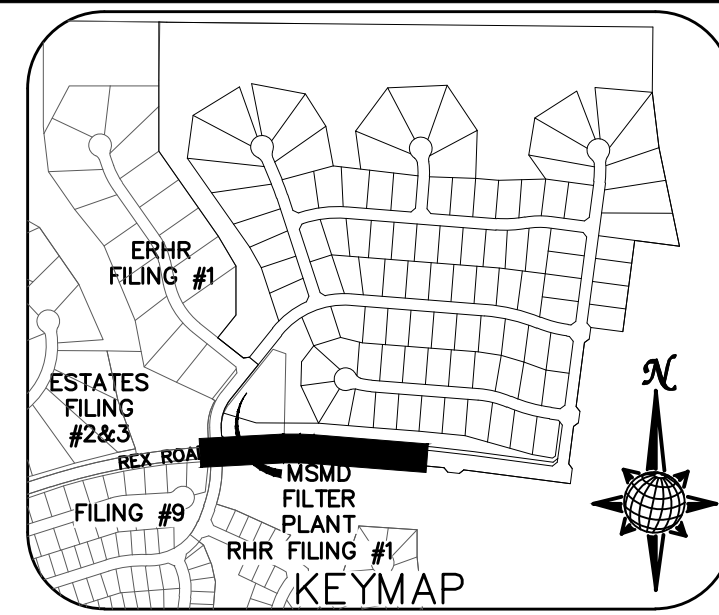 ERHR
FILING #1
ESTATES
FILING
#2&3
REX ROA
FILING #9
MSMD
FILTER
PLANT
RHR FILING #1
N
KEYMAP